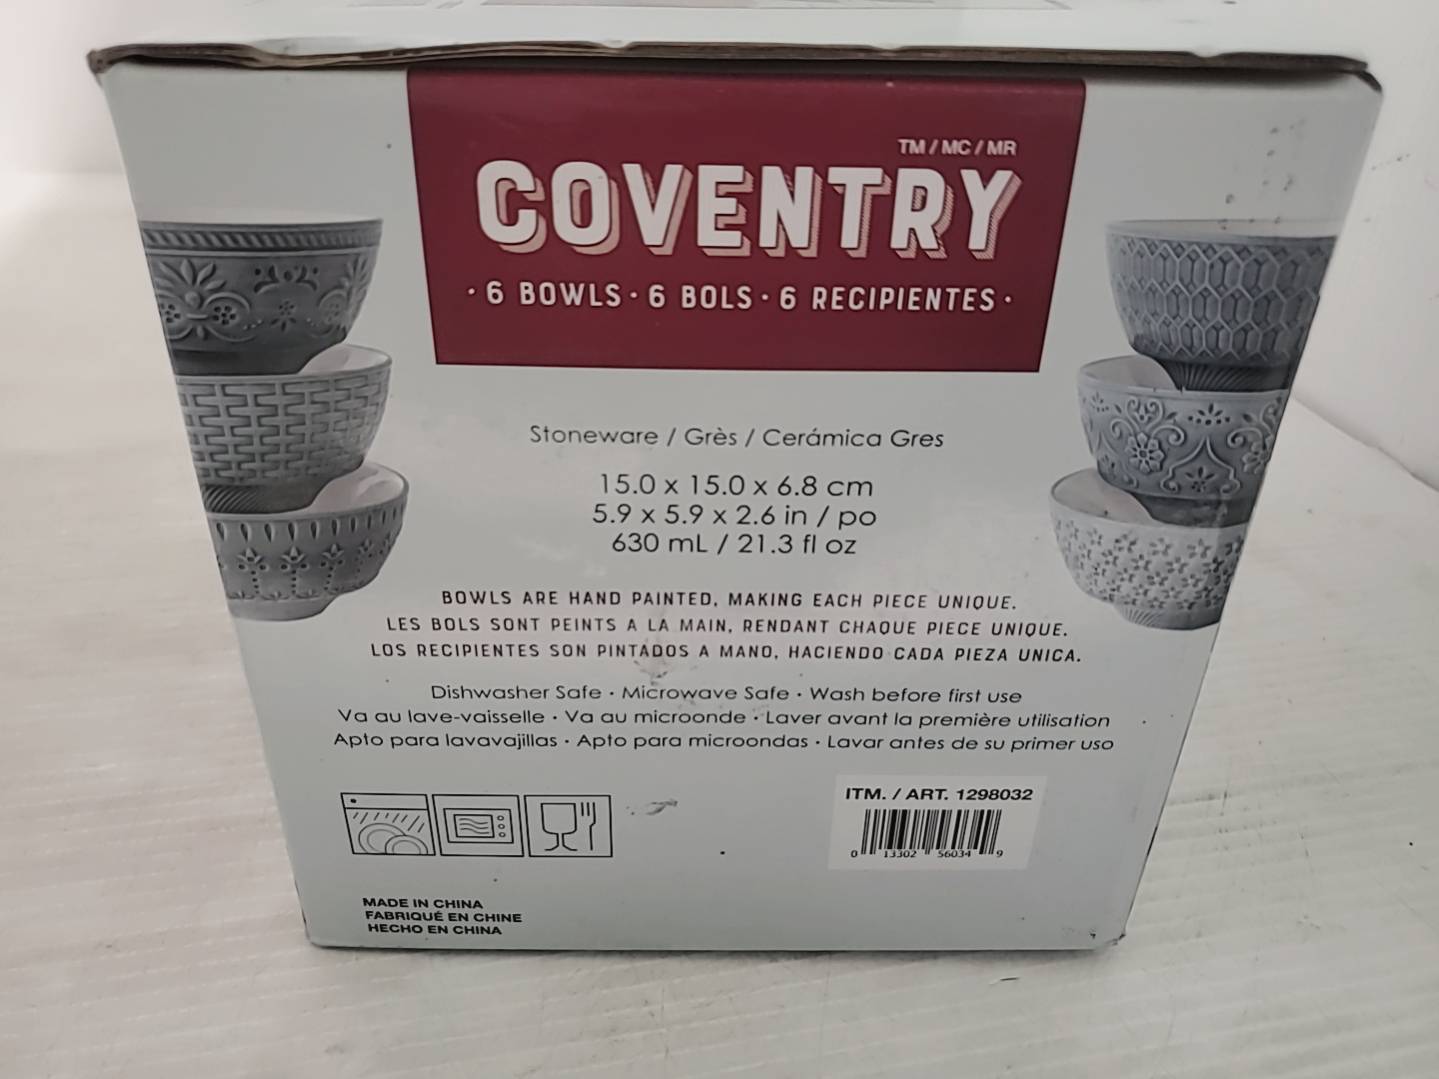 TM / MC / MR
COVENTRY
· 6 BOWLS · 6 BOLS · 6 RECIPIENTES ·
Stoneware / Grès / Cerámica Gres
15.0 x 15.0 x 6.8 cm
5.9 x 5.9 x 2.6 in / po
630 mL / 21.3 fl oz
BOWLS ARE HAND PAINTED, MAKING EACH PIECE UNIQUE.
LES BOLS SONT PEINTS A LA MAIN, RENDANT CHAQUE PIECE UNIQUE.
LOS RECIPIENTES SON PINTADOS A MANO, HACIENDO CADA PIEZA UNICA.
Dishwasher Safe · Microwave Safe · Wash before first use
Va au lave-vaisselle · Va au microonde · Laver avant la première utilisation
Apto para lavavajillas · Apto para microondas · Lavar antes de su primer uso
ITM. / ART. 1298032
0 13302 56034 9
MADE IN CHINA
FABRIQUÉ EN CHINE
HECHO EN CHINA